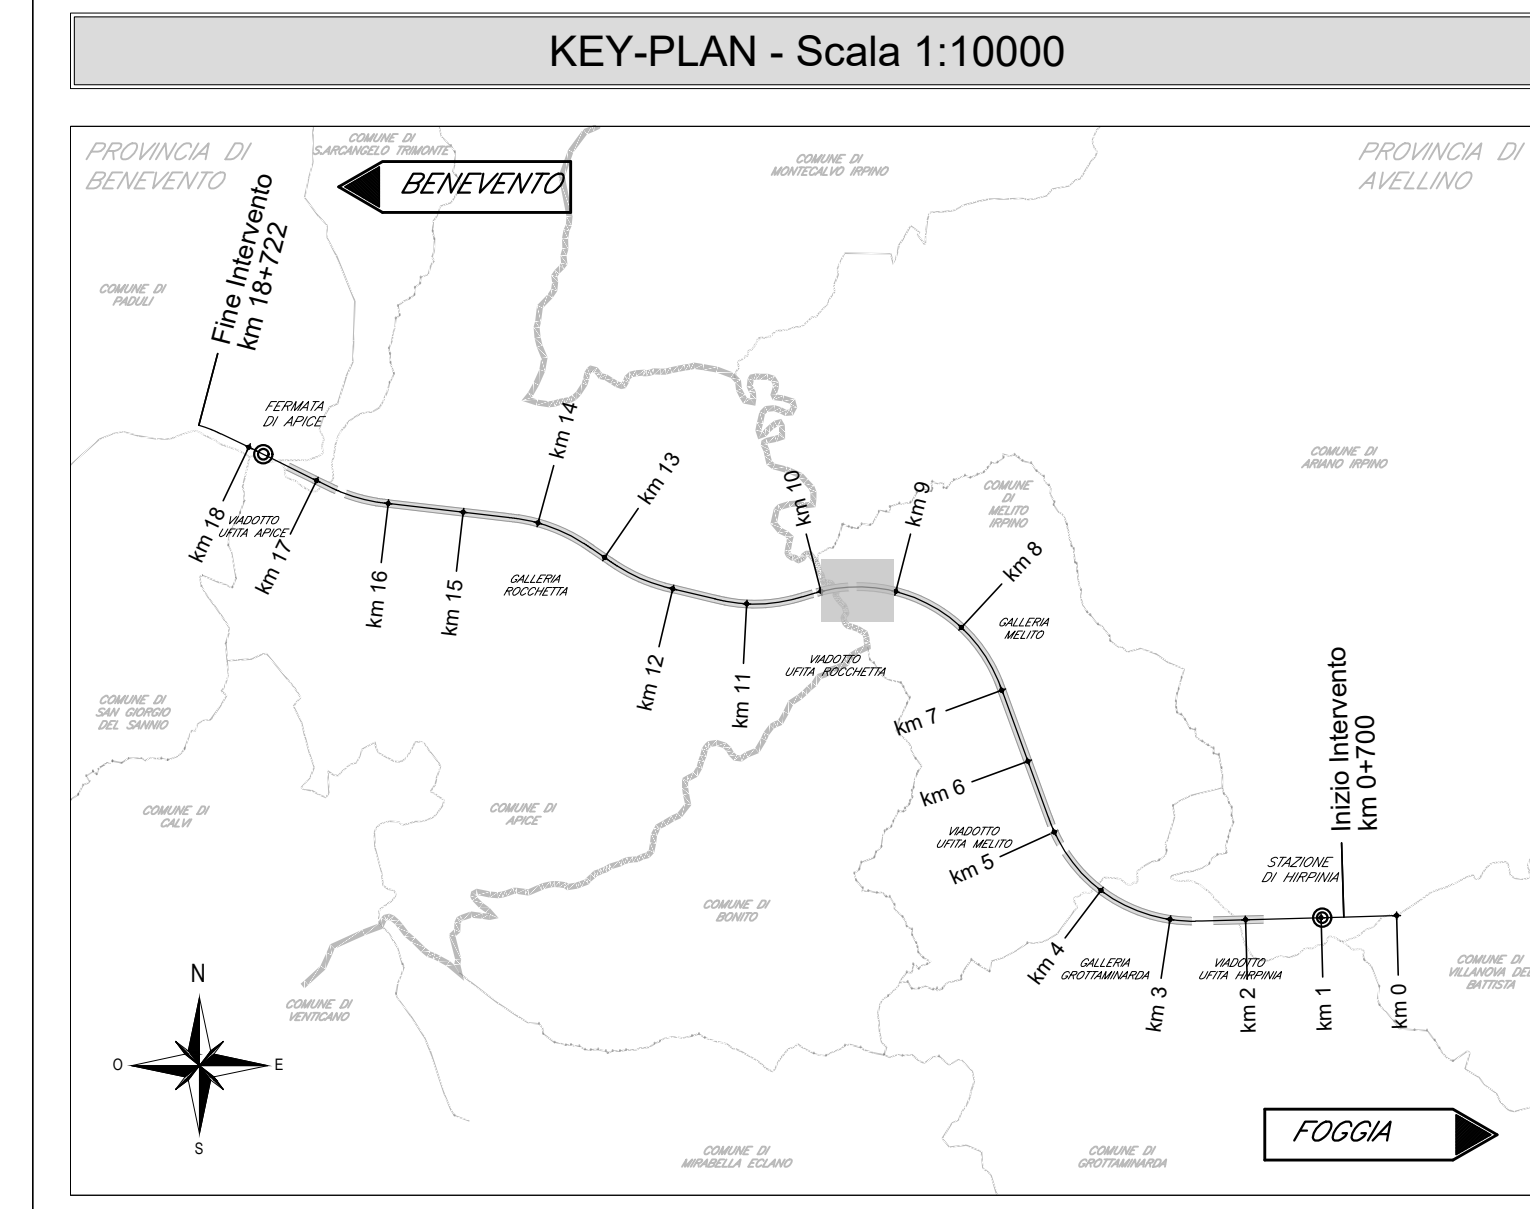 KEY-PLAN - Scala 1:10000
PROVINCIA DI
BENEVENTO
COMUNE DI
S.ARCANGELO TRIMONTE
BENEVENTO
COMUNE DI
MONTECALVO IRPINO
PROVINCIA DI
AVELLINO
Fine Intervento
km 18+722
COMUNE DI
PADULI
FERMATA
DI APICE
km 14
km 13
km 10
km 9
COMUNE
DI
MELITO
IRPINO
COMUNE DI
ARIANO IRPINO
km 18
VIADOTTO
UFITA APICE
km 17
km 16
km 15
GALLERIA
ROCCHETTA
km 8
GALLERIA
MELITO
km 12
km 11
VIADOTTO
UFITA ROCCHETTA
km 7
COMUNE DI
SAN GIORGIO
DEL SANNIO
Inizio Intervento
km 0+700
km 6
COMUNE DI
CALVI
COMUNE DI
APICE
VIADOTTO
UFITA MELITO
km 5
STAZIONE
DI HIRPINIA
COMUNE DI
BONITO
km 4
GALLERIA
GROTTAMINARDA
km 3
VIADOTTO
UFITA HIRPINIA
km 2
km 1
km 0
COMUNE DI
VILLANOVA DEL
BATTISTA
COMUNE DI
VENTICANO
N
O
E
S
FOGGIA
COMUNE DI
MIRABELLA ECLANO
COMUNE DI
GROTTAMINARDA